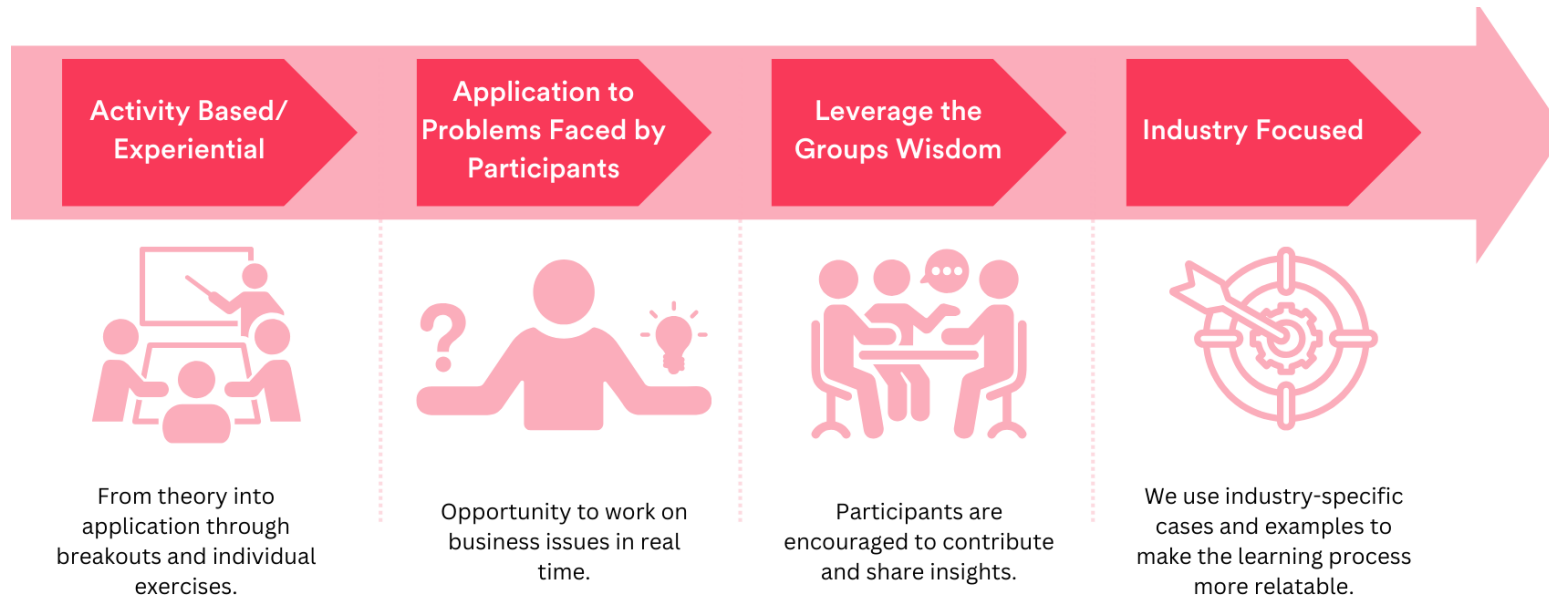 Activity Based/
Experiential
Application to
Problems Faced by
Participants
Leverage the
Groups Wisdom
Industry Focused
?
From theory into
application through
breakouts and individual
exercises.
Opportunity to work on
business issues in real
time.
Participants are
encouraged to contribute
and share insights.
We use industry-specific
cases and examples to
make the learning process
more relatable.